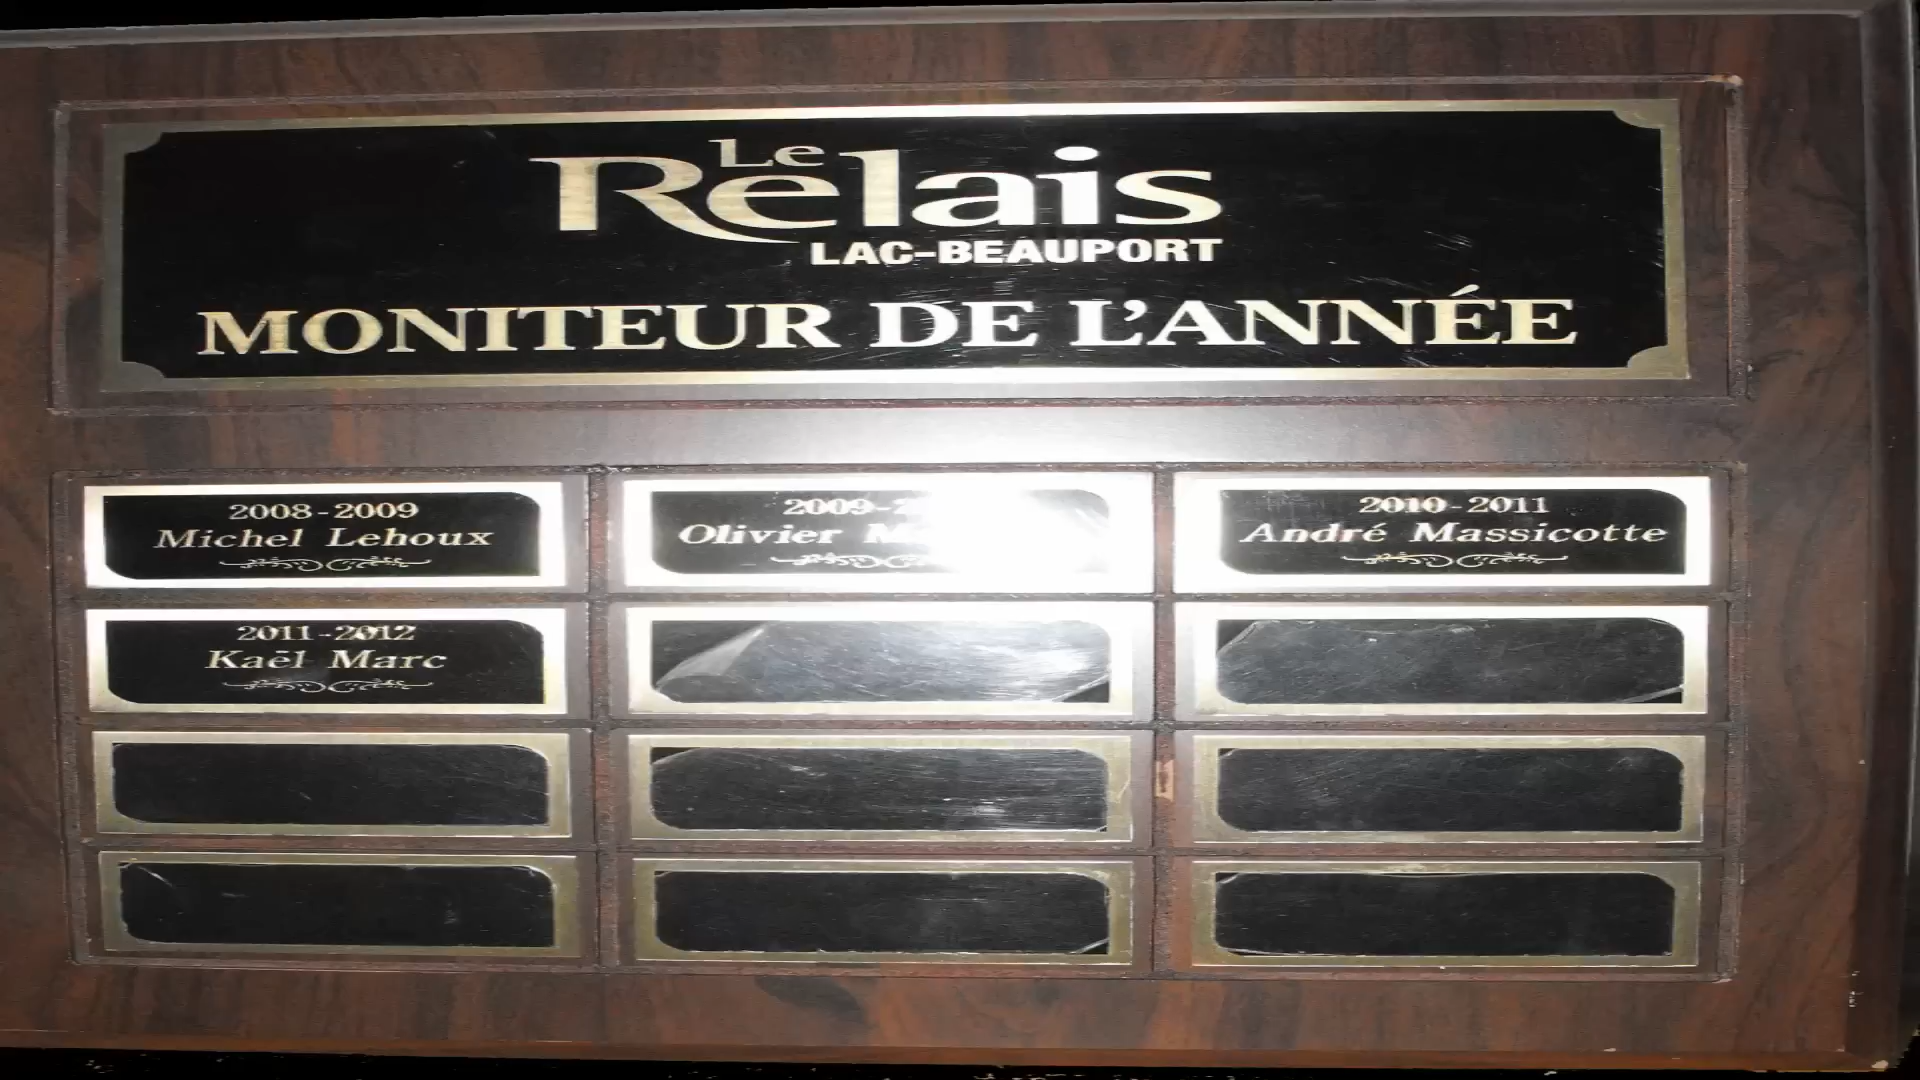 Le
Relais
LAC-BEAUPORT
MONITEUR DE L'ANNÉE
2008-2009
Michel Lehoux
Olivier
2010-2011
André Massicotte
2011-2012
Kaël Marc